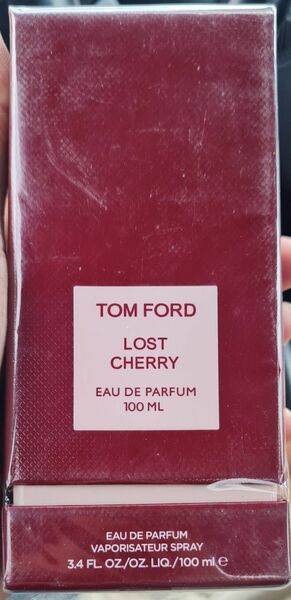 TOM FORD
LOST
CHERRY
EAU DE PARFUM
100 ML
EAU DE PARFUM
VAPORISATEUR SPRAY
3.4 FL. OZ./OZ. LIQ./100 ml ℮